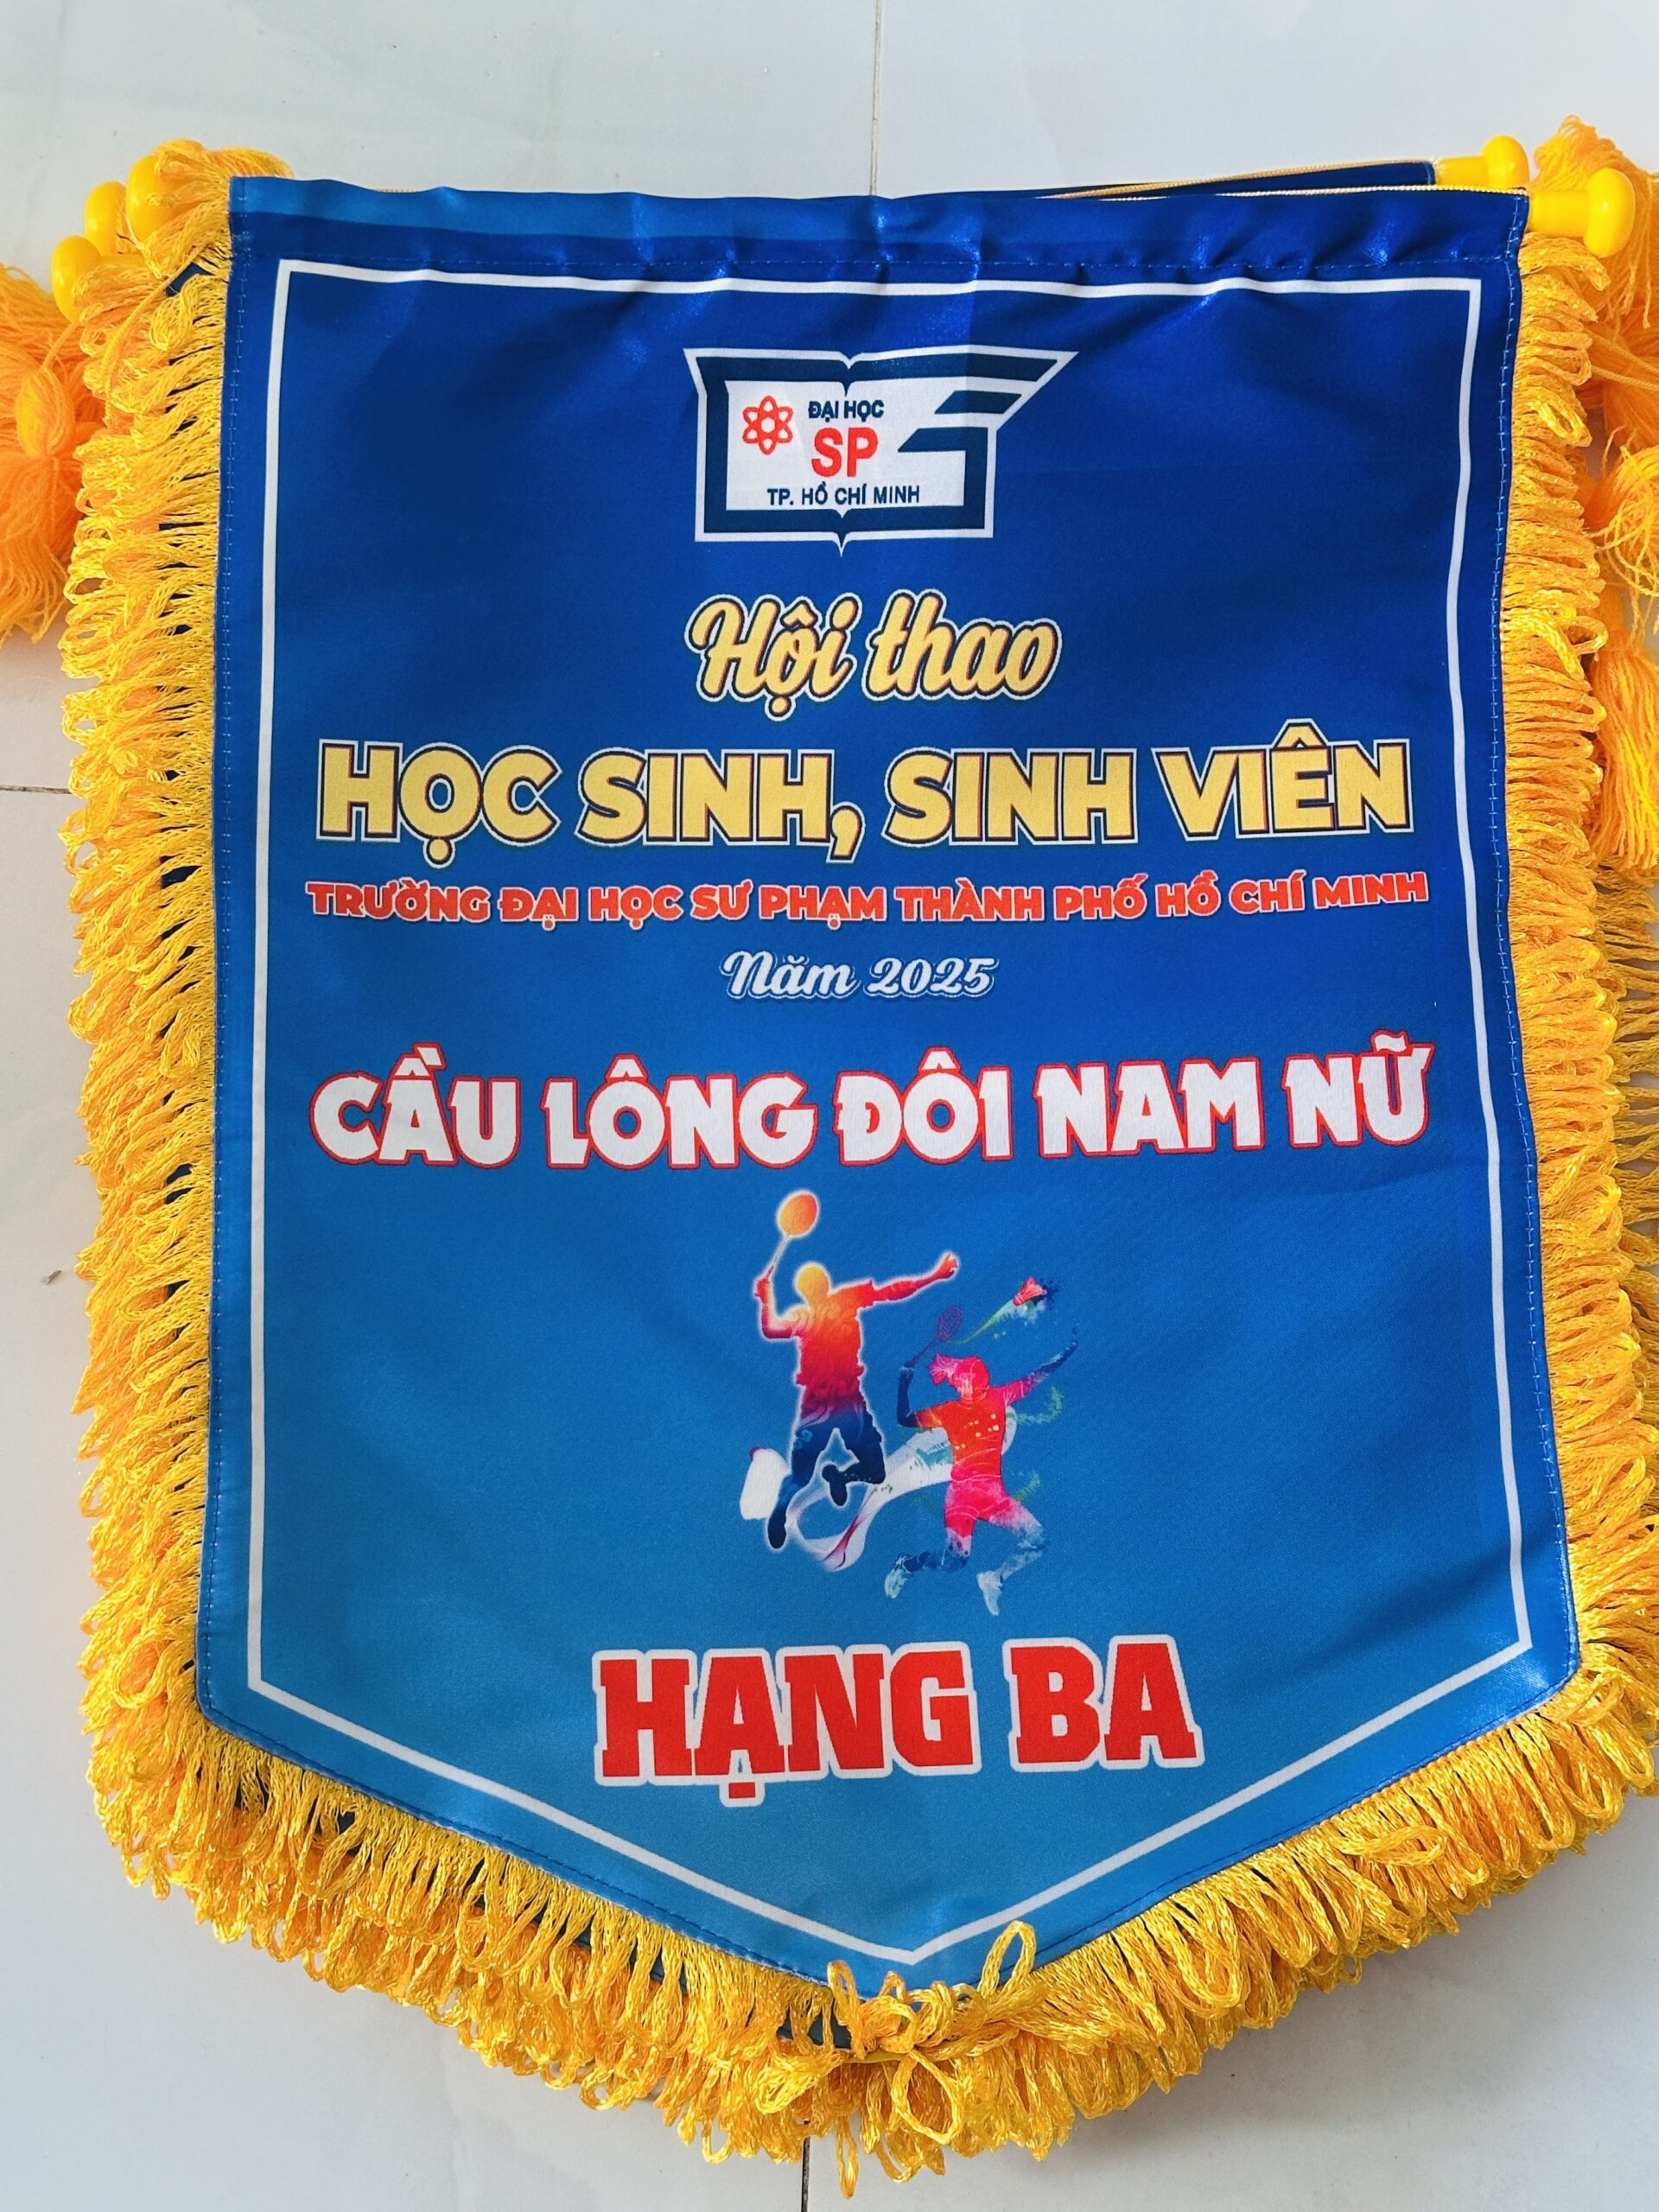 ĐẠI HỌC
SP
TP. HỒ CHÍ MINH
Hội thao
HỌC SINH, SINH VIÊN
TRƯỜNG ĐẠI HỌC SƯ PHẠM THÀNH PHỐ HỒ CHÍ MINH
Năm 2025
CẦU LÔNG ĐÔI NAM NỮ
HẠNG BA